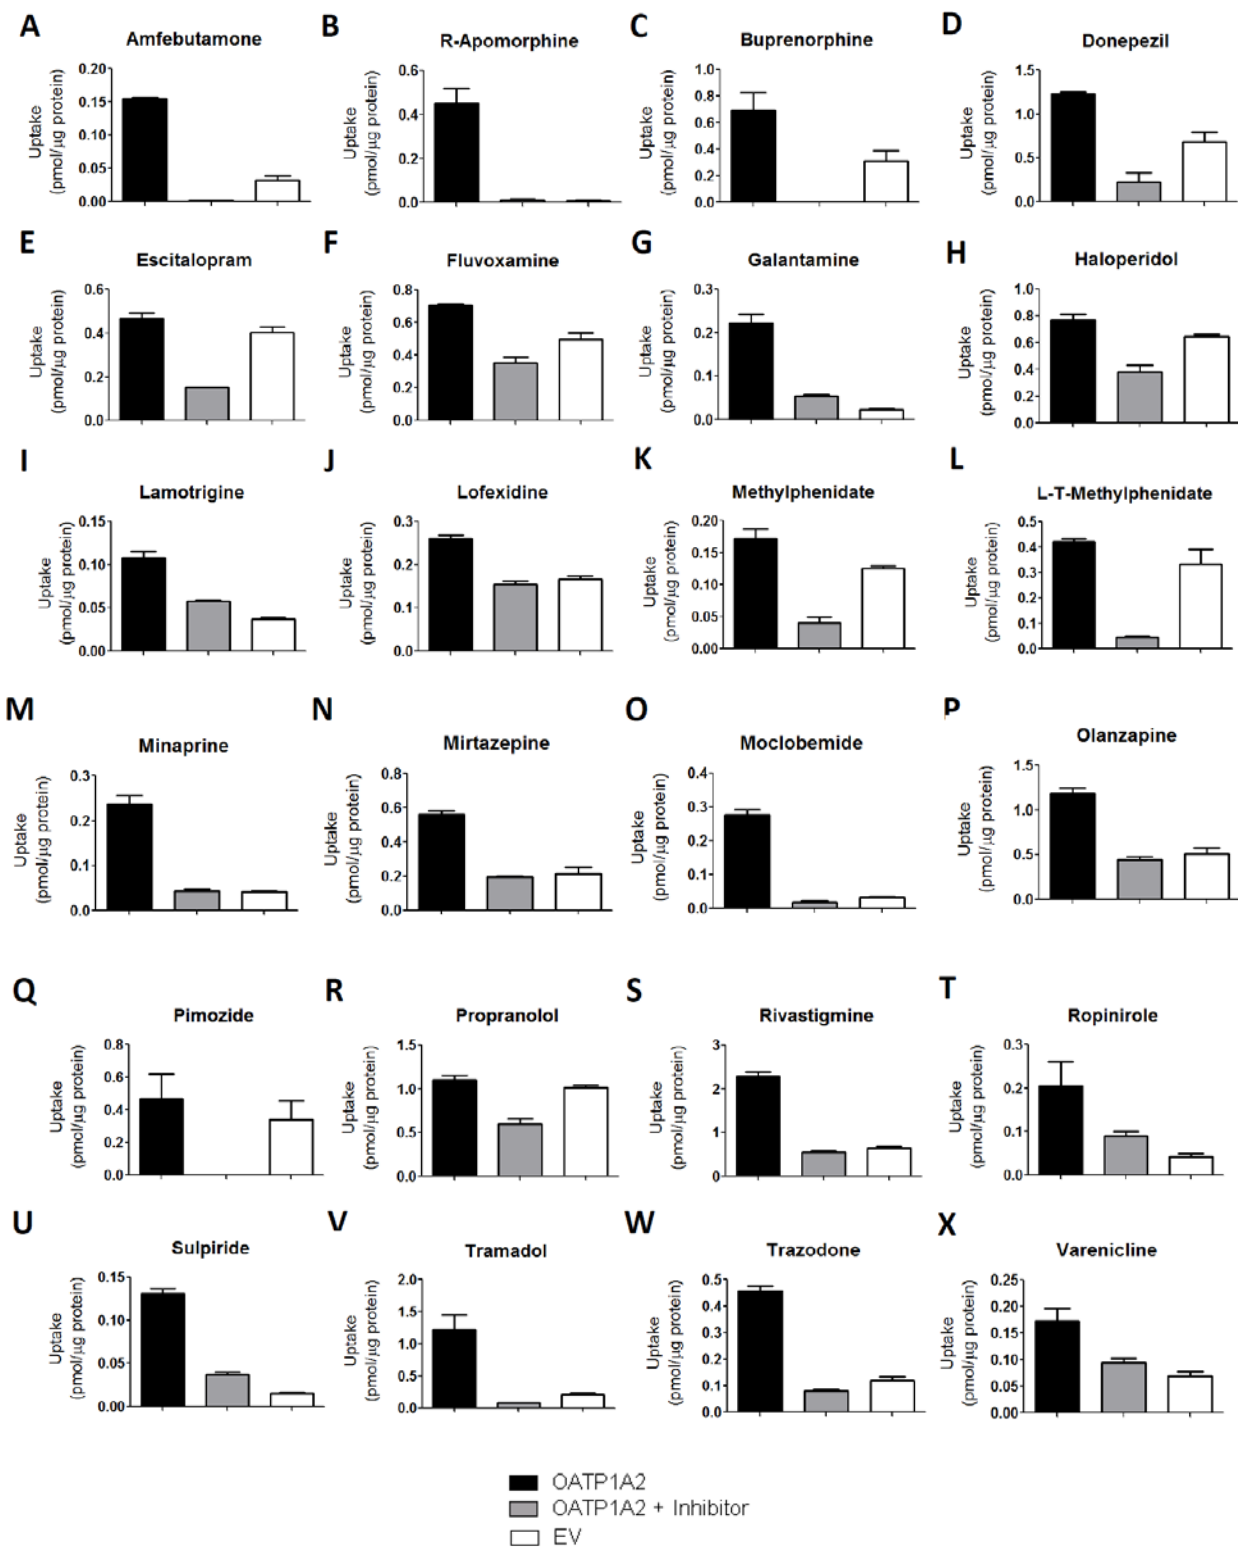 A
Amfebutamone
Uptake
(pmol/µg protein)
0.20
0.15
0.10
0.05
0.00
B
R-Apomorphine
Uptake
(pmol/µg protein)
0.6
0.4
0.2
0.0
C
Buprenorphine
Uptake
(pmol/µg protein)
1.0
0.8
0.6
0.4
0.2
0.0
D
Donepezil
Uptake
(pmol/µg protein)
1.5
1.0
0.5
0.0
E
Escitalopram
Uptake
(pmol/µg protein)
0.6
0.4
0.2
0.0
F
Fluvoxamine
Uptake
(pmol/µg protein)
0.8
0.6
0.4
0.2
0.0
G
Galantamine
Uptake
(pmol/µg protein)
0.3
0.2
0.1
0.0
H
Haloperidol
Uptake
(pmol/µg protein)
1.0
0.8
0.6
0.4
0.2
0.0
I
Lamotrigine
Uptake
(pmol/µg protein)
0.15
0.10
0.05
0.00
J
Lofexidine
Uptake
(pmol/µg protein)
0.3
0.2
0.1
0.0
K
Methylphenidate
Uptake
(pmol/µg protein)
0.20
0.15
0.10
0.05
0.00
L
L-T-Methylphenidate
Uptake
(pmol/µg protein)
0.5
0.4
0.3
0.2
0.1
0.0
M
Minaprine
Uptake
(pmol/µg protein)
0.3
0.2
0.1
0.0
N
Mirtazepine
Uptake
(pmol/µg protein)
0.8
0.6
0.4
0.2
0.0
O
Moclobemide
Uptake
(pmol/µg protein)
0.4
0.3
0.2
0.1
0.0
P
Olanzapine
Uptake
(pmol/µg protein)
1.5
1.0
0.5
0.0
Q
Pimozide
Uptake
(pmol/µg protein)
0.8
0.6
0.4
0.2
0.0
R
Propranolol
Uptake
(pmol/µg protein)
1.5
1.0
0.5
0.0
S
Rivastigmine
Uptake
(pmol/µg protein)
3
2
1
0
T
Ropinirole
Uptake
(pmol/µg protein)
0.3
0.2
0.1
0.0
U
Sulpiride
Uptake
(pmol/µg protein)
0.15
0.10
0.05
0.00
V
Tramadol
Uptake
(pmol/µg protein)
2.0
1.5
1.0
0.5
0.0
W
Trazodone
Uptake
(pmol/µg protein)
0.5
0.4
0.3
0.2
0.1
0.0
X
Varenicline
Uptake
(pmol/µg protein)
0.25
0.20
0.15
0.10
0.05
0.00
OATP1A2
OATP1A2 + Inhibitor
EV